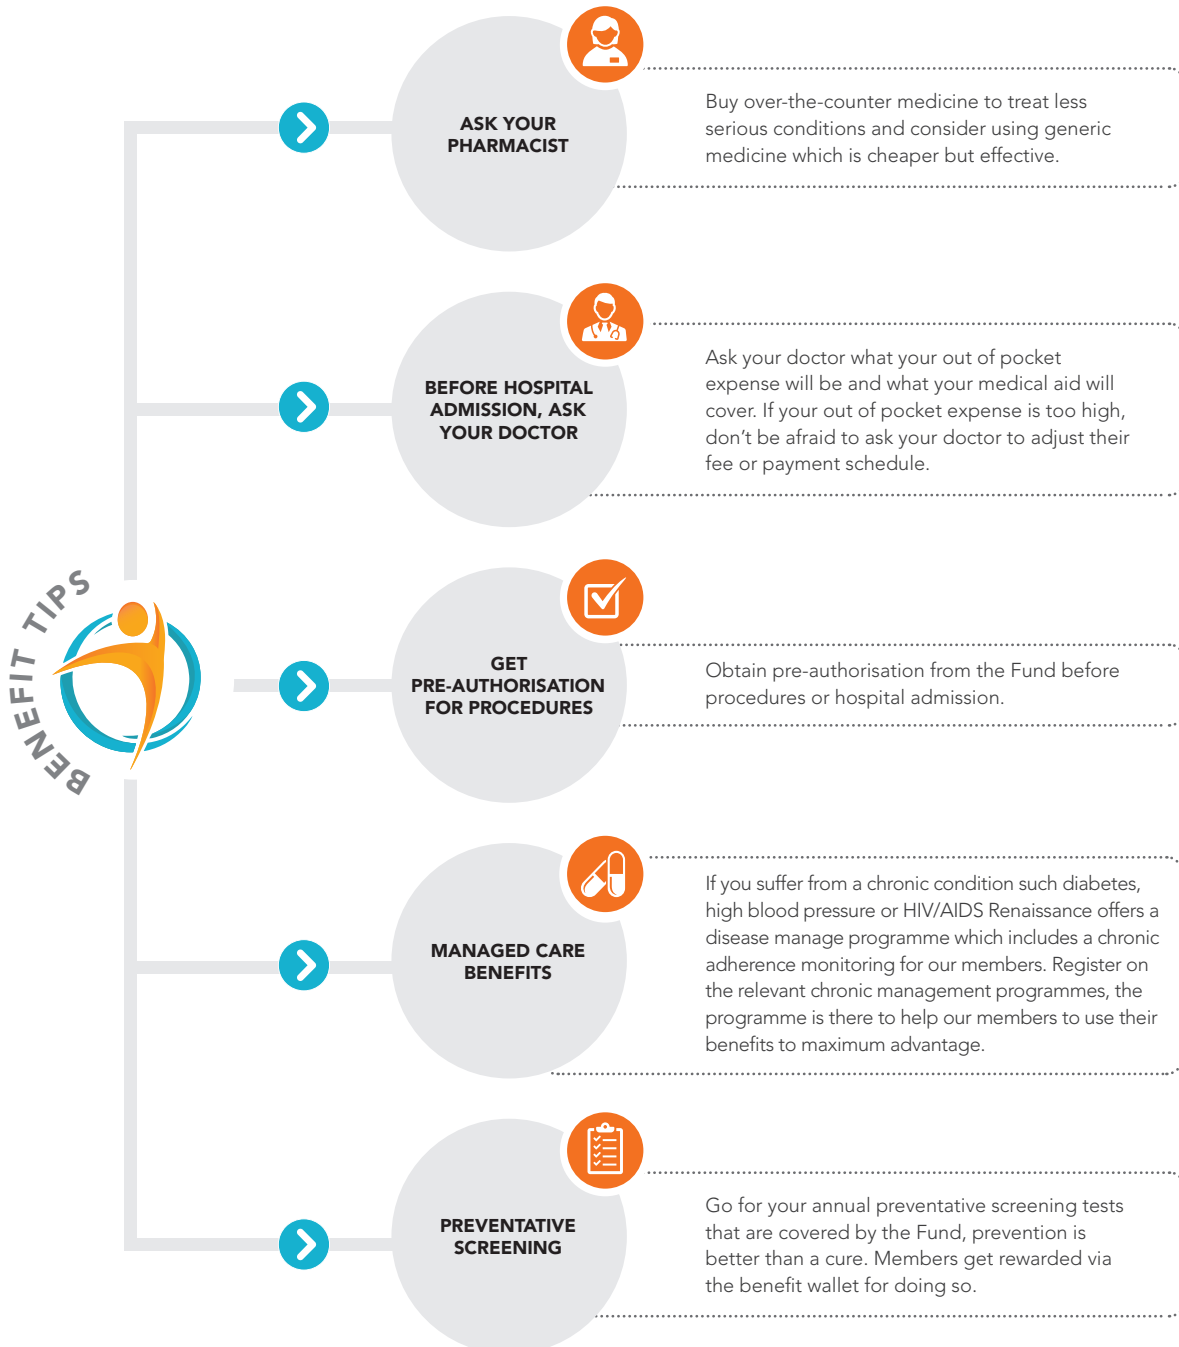 ASK YOUR
PHARMACIST
Buy over-the-counter medicine to treat less
serious conditions and consider using generic
medicine which is cheaper but effective.
BEFORE HOSPITAL
ADMISSION, ASK
YOUR DOCTOR
Ask your doctor what your out of pocket
expense will be and what your medical aid will
cover. If your out of pocket expense is too high,
don’t be afraid to ask your doctor to adjust their
fee or payment schedule.
BENEFIT TIPS
GET
PRE-AUTHORISATION
FOR PROCEDURES
Obtain pre-authorisation from the Fund before
procedures or hospital admission.
MANAGED CARE
BENEFITS
If you suffer from a chronic condition such diabetes,
high blood pressure or HIV/AIDS Renaissance offers a
disease manage programme which includes a chronic
adherence monitoring for our members. Register on
the relevant chronic management programmes, the
programme is there to help our members to use their
benefits to maximum advantage.
PREVENTATIVE
SCREENING
Go for your annual preventative screening tests
that are covered by the Fund, prevention is
better than a cure. Members get rewarded via
the benefit wallet for doing so.